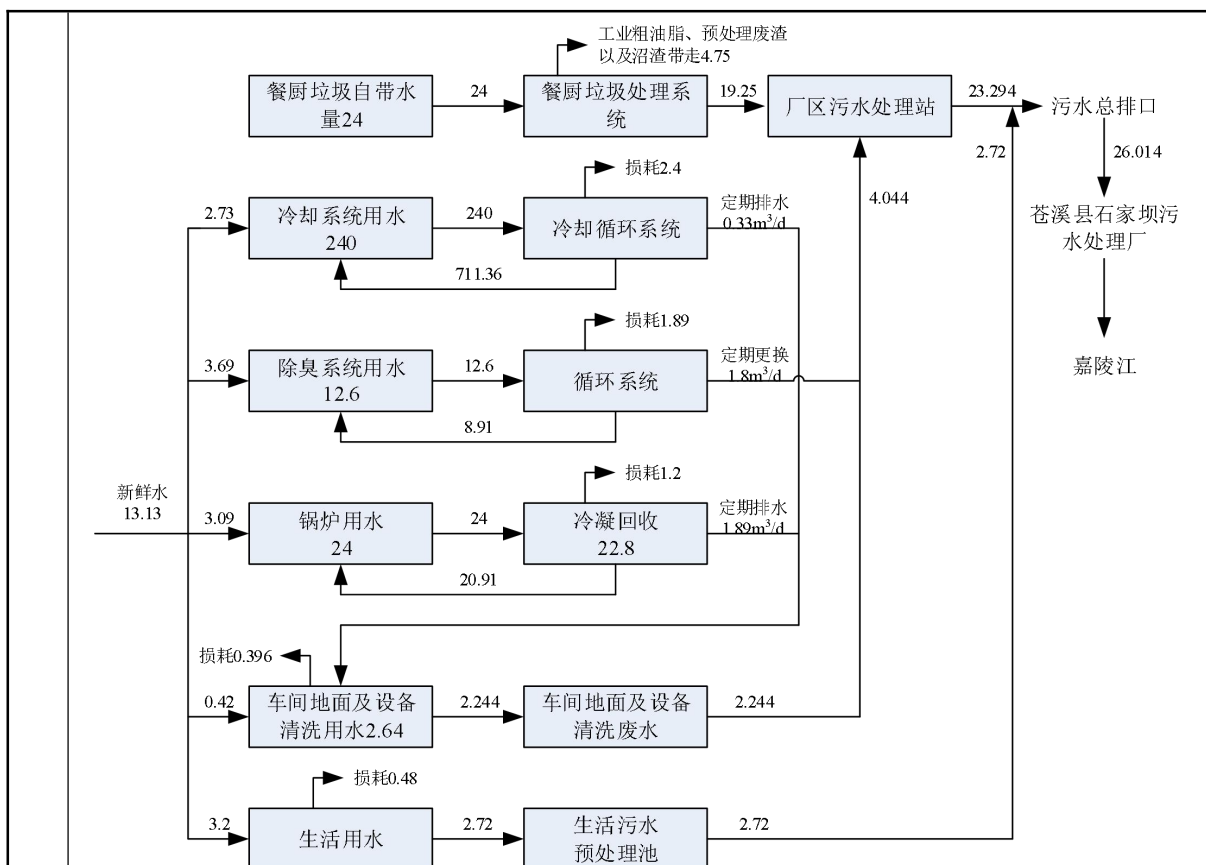 工业粗油脂、预处理废渣
以及沼渣带走4.75
餐厨垃圾自带水
量24
24
餐厨垃圾处理系
统
19.25
厂区污水处理站
23.294
污水总排口
2.72
26.014
4.044
苍溪县石家坝污
水处理厂
嘉陵江
损耗2.4
2.73
冷却系统用水
240
240
冷却循环系统
定期排水
0.33m³/d
711.36
损耗1.89
3.69
除臭系统用水
12.6
12.6
循环系统
定期更换
1.8m³/d
8.91
新鲜水
13.13
损耗1.2
3.09
锅炉用水
24
24
冷凝回收
22.8
定期排水
1.89m³/d
20.91
损耗0.396
0.42
车间地面及设备
清洗用水2.64
2.244
车间地面及设备
清洗废水
2.244
损耗0.48
3.2
生活用水
2.72
生活污水
预处理池
2.72